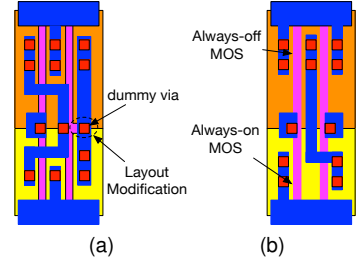 Always-off
MOS
dummy via
Always-on
MOS
Layout
Modification
(a)
(b)